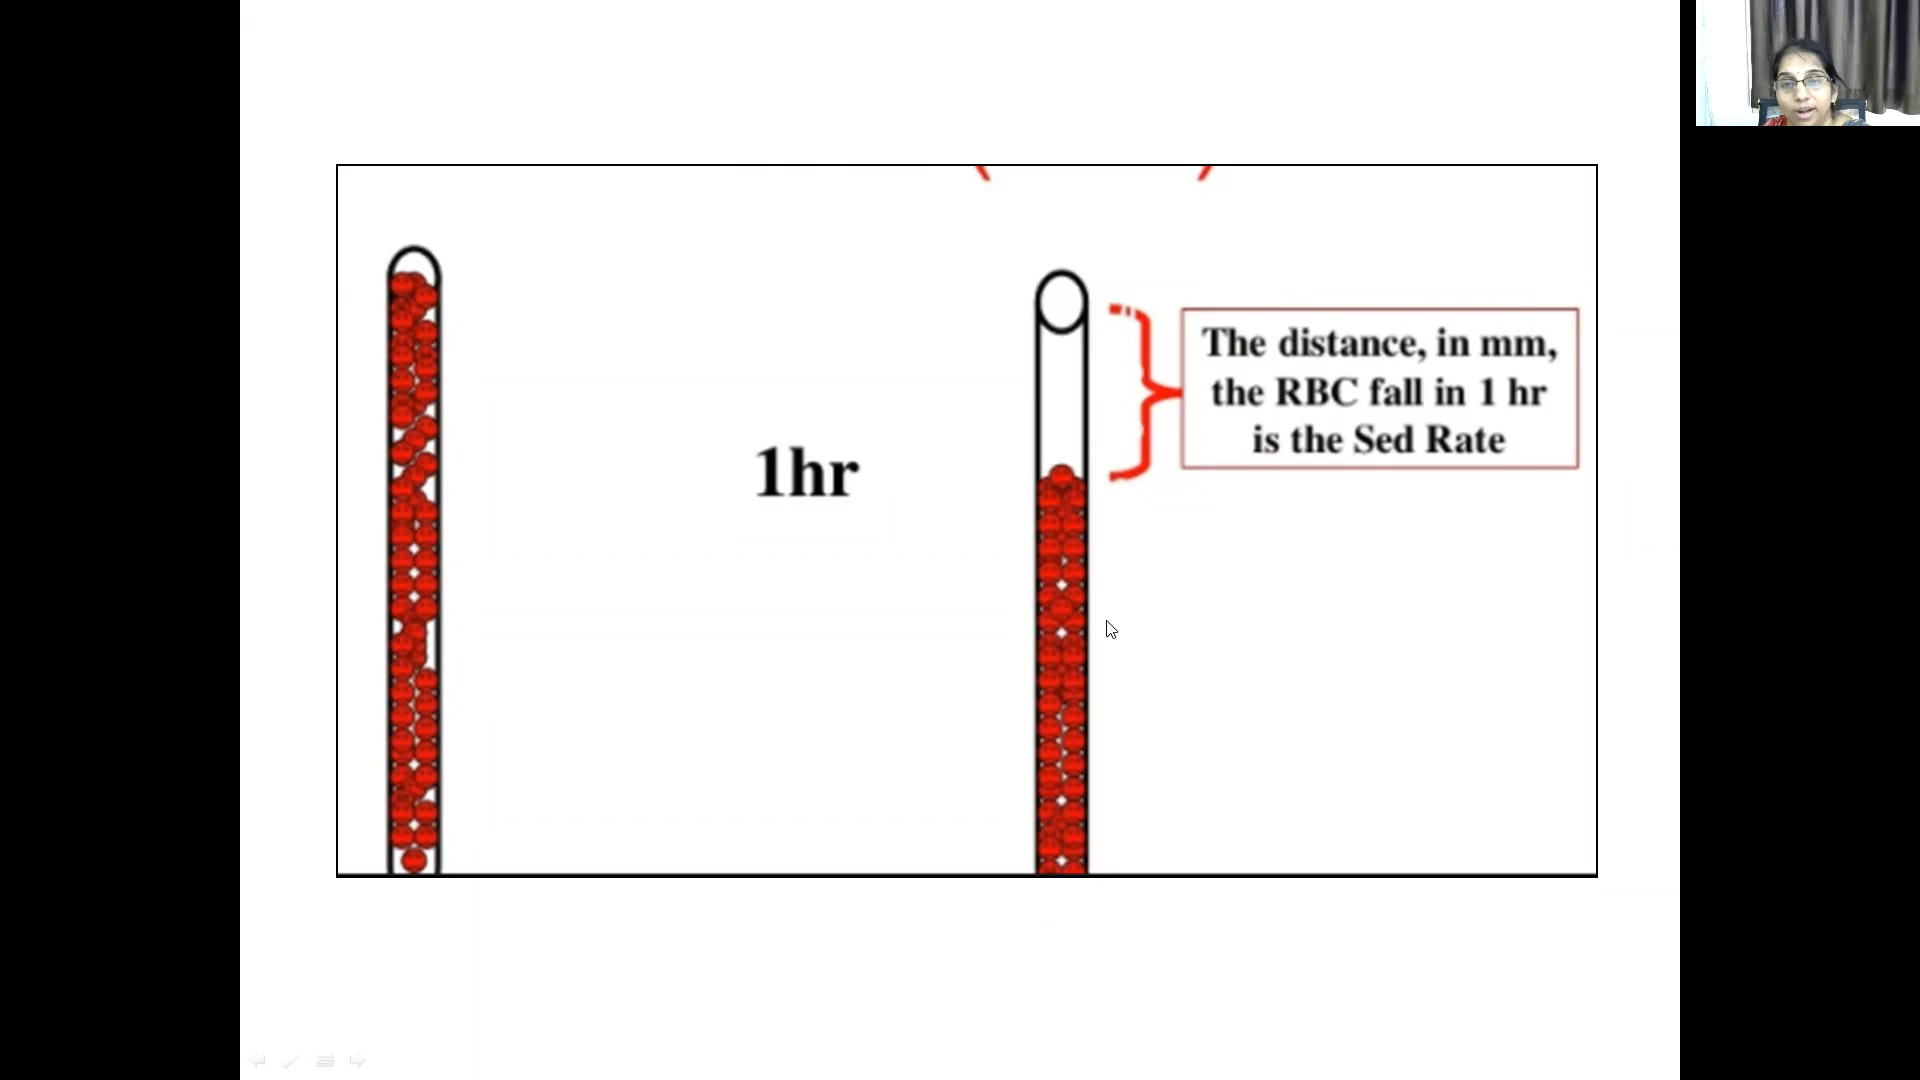 The distance, in mm,
the RBC fall in 1 hr
is the Sed Rate
1hr